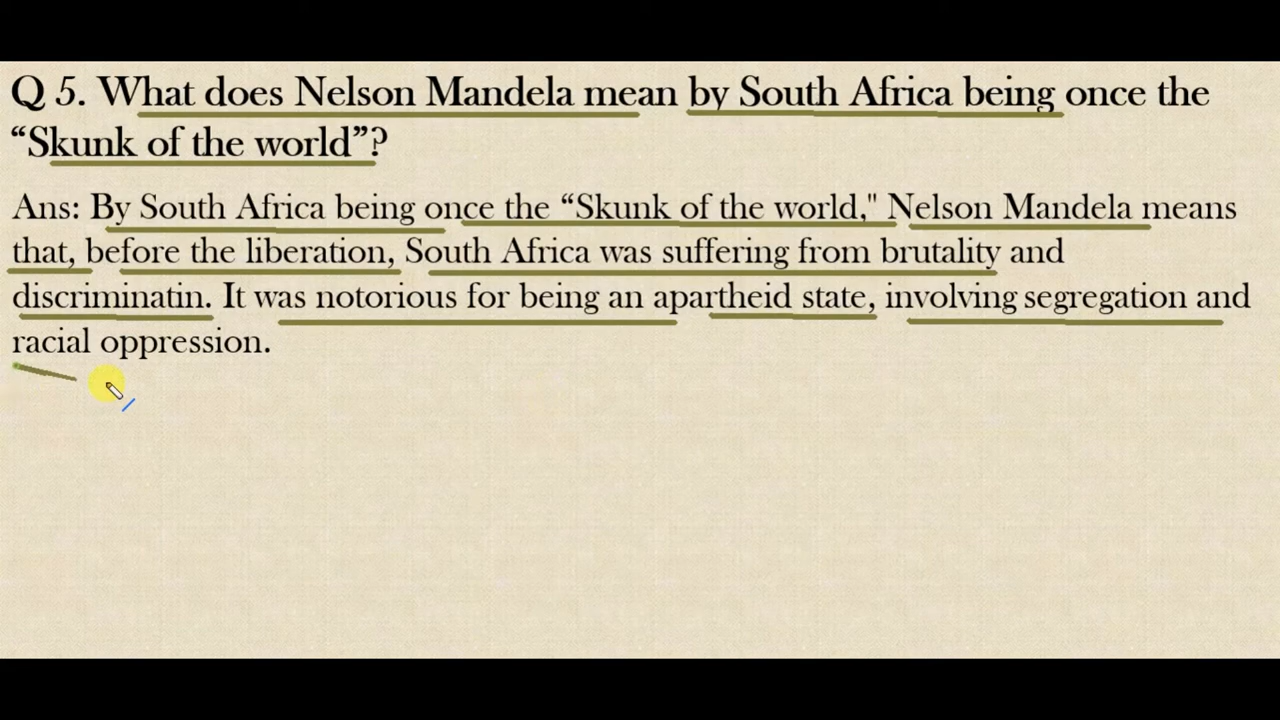 Q 5. What does Nelson Mandela mean by South Africa being once the
“Skunk of the world”?
Ans: By South Africa being once the “Skunk of the world," Nelson Mandela means
that, before the liberation, South Africa was suffering from brutality and
discriminatin. It was notorious for being an apartheid state, involving segregation and
racial oppression.